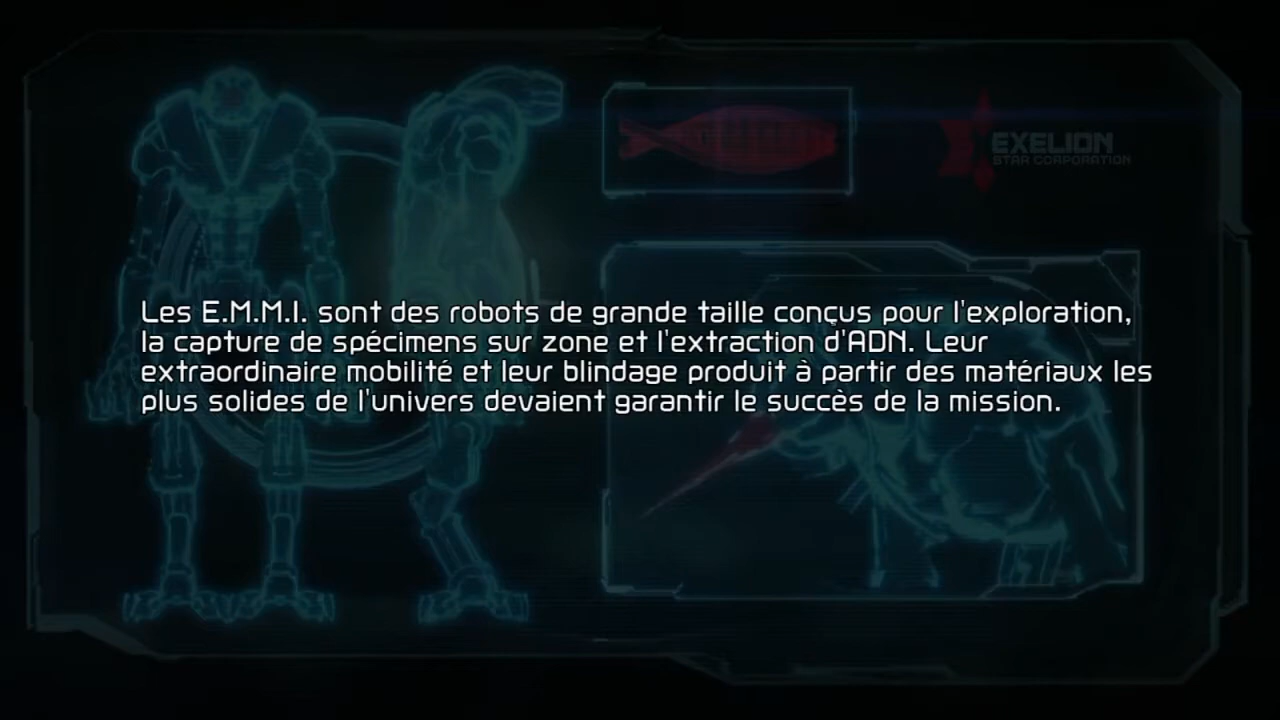 EXELION
STAR CORPORATION
Les E.M.M.I. sont des robots de grande taille conçus pour l'exploration,
la capture de spécimens sur zone et l'extraction d'ADN. Leur
extraordinaire mobilité et leur blindage produit à partir des matériaux les
plus solides de l'univers devaient garantir le succès de la mission.